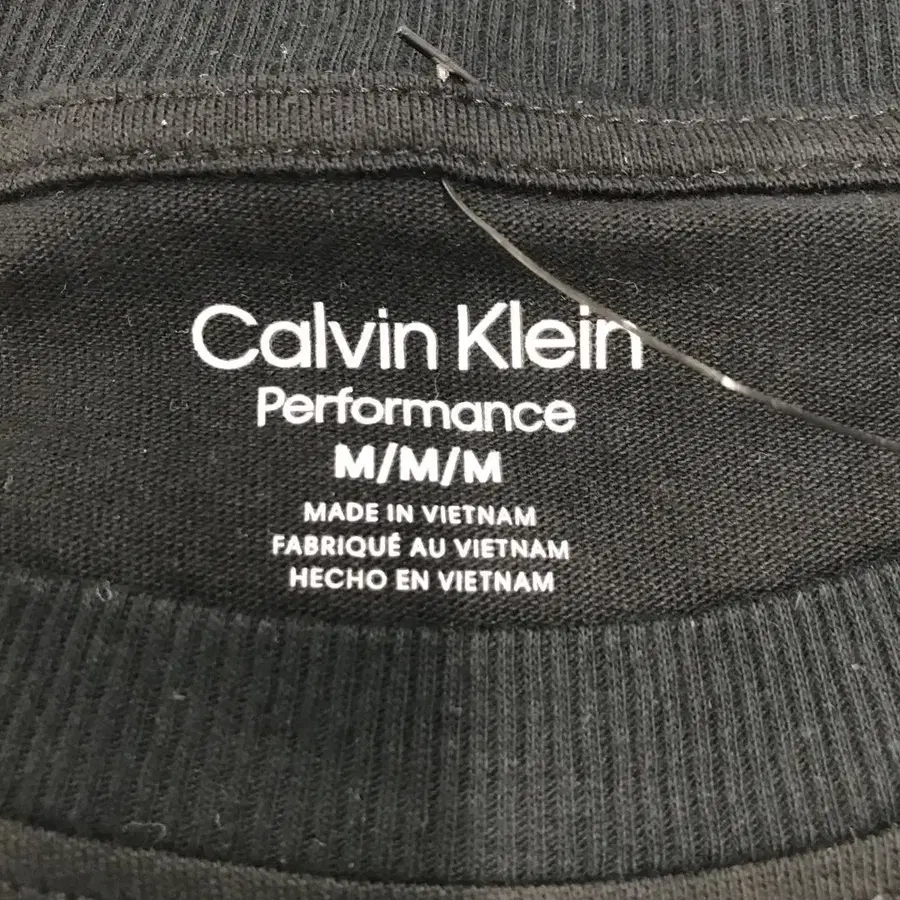 Calvin Klein
Performance
M/M/M
MADE IN VIETNAM
FABRIQUÉ AU VIETNAM
HECHO EN VIETNAM